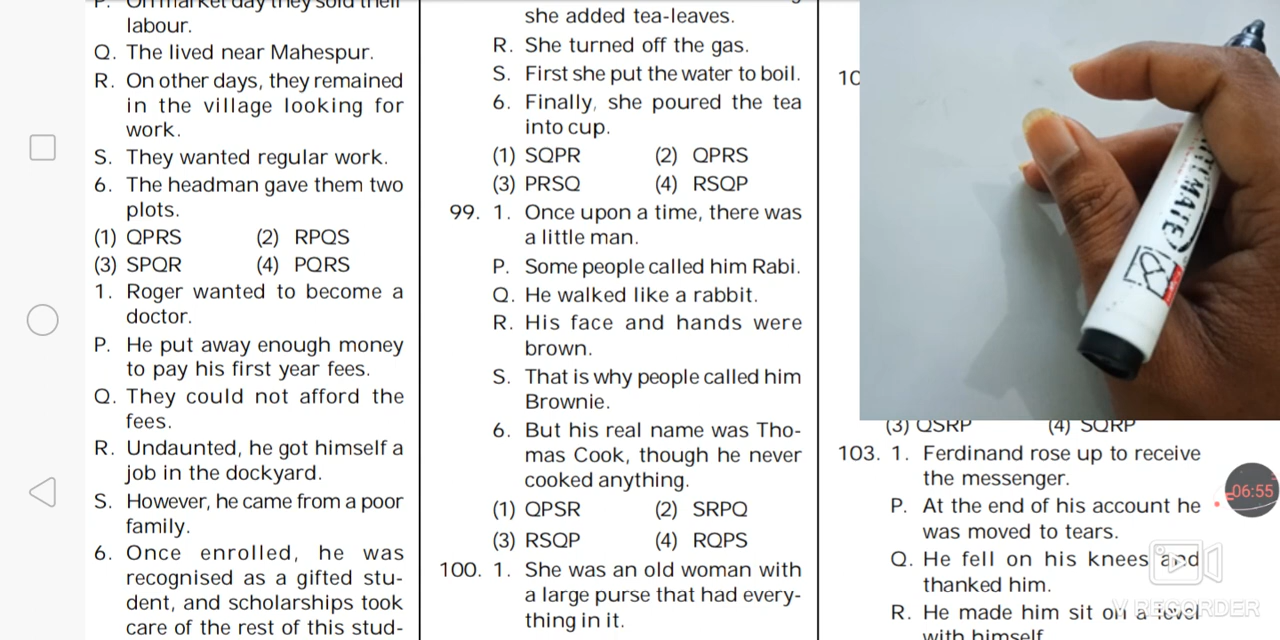 P. On market day they sold their
labour.
Q. The lived near Mahespur.
R. On other days, they remained
in the village looking for
work.
S. They wanted regular work.
6. The headman gave them two
plots.
(1) QPRS (2) RPQS
(3) SPQR (4) PQRS
1. Roger wanted to become a
doctor.
P. He put away enough money
to pay his first year fees.
Q. They could not afford the
fees.
R. Undaunted, he got himself a
job in the dockyard.
S. However, he came from a poor
family.
6. Once enrolled, he was
recognised as a gifted stu-
dent, and scholarships took
care of the rest of this stud-
she added tea-leaves.
R. She turned off the gas.
S. First she put the water to boil.
6. Finally, she poured the tea
into cup.
(1) SQPR (2) QPRS
(3) PRSQ (4) RSQP
99. 1. Once upon a time, there was
a little man.
P. Some people called him Rabi.
Q. He walked like a rabbit.
R. His face and hands were
brown.
S. That is why people called him
Brownie.
6. But his real name was Tho-
mas Cook, though he never
cooked anything.
(1) QPSR (2) SRPQ
(3) RSQP (4) RQPS
100. 1. She was an old woman with
a large purse that had every-
thing in it.
10
(3) QSRP (4) SQRP
103. 1. Ferdinand rose up to receive
the messenger.
P. At the end of his account he
was moved to tears.
Q. He fell on his knees and
thanked him.
R. He made him sit on a level
with himself
06:55
V RECORDER